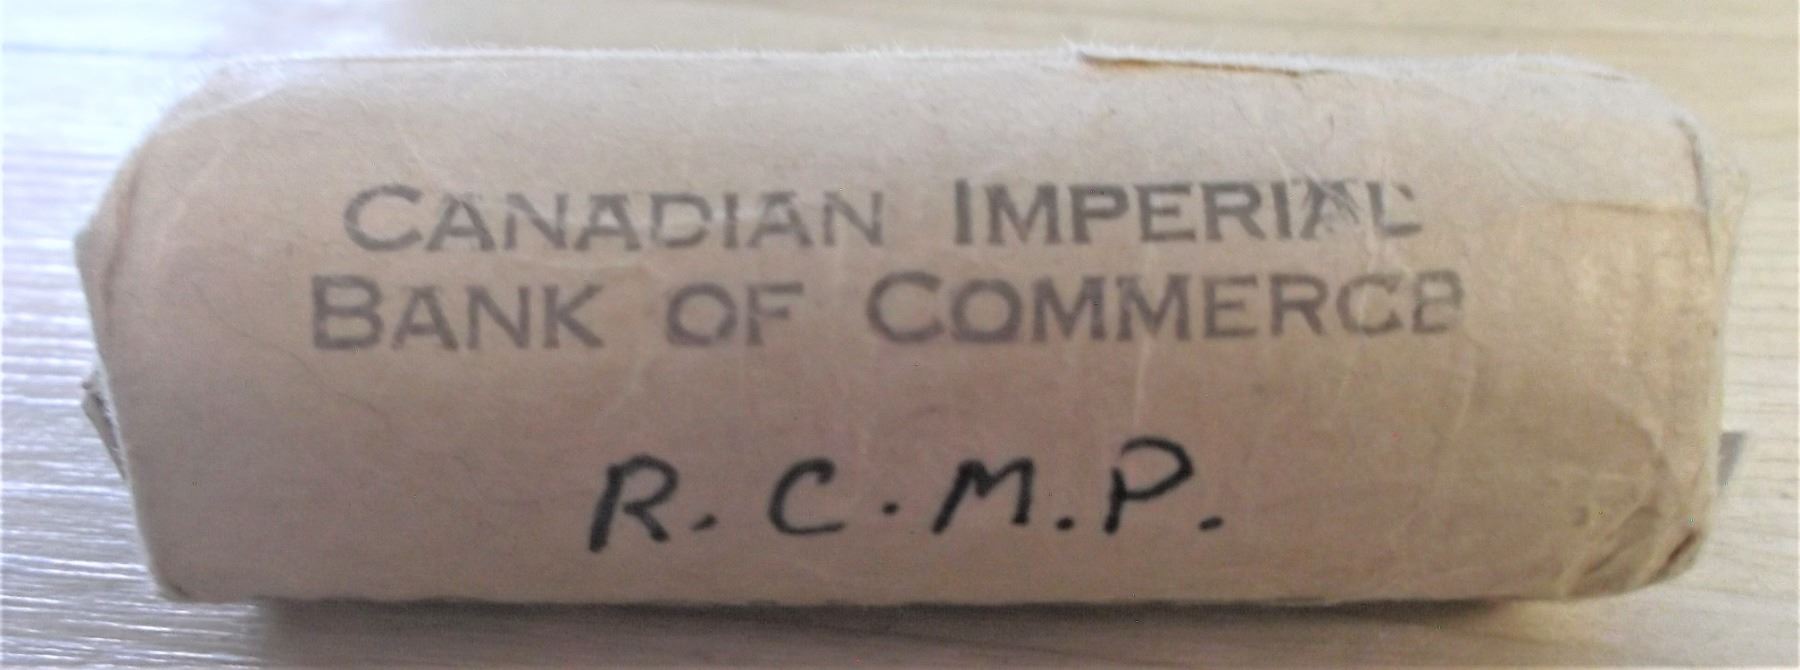 CANADIAN IMPERIAL
BANK OF COMMERCE
R.C.M.P.